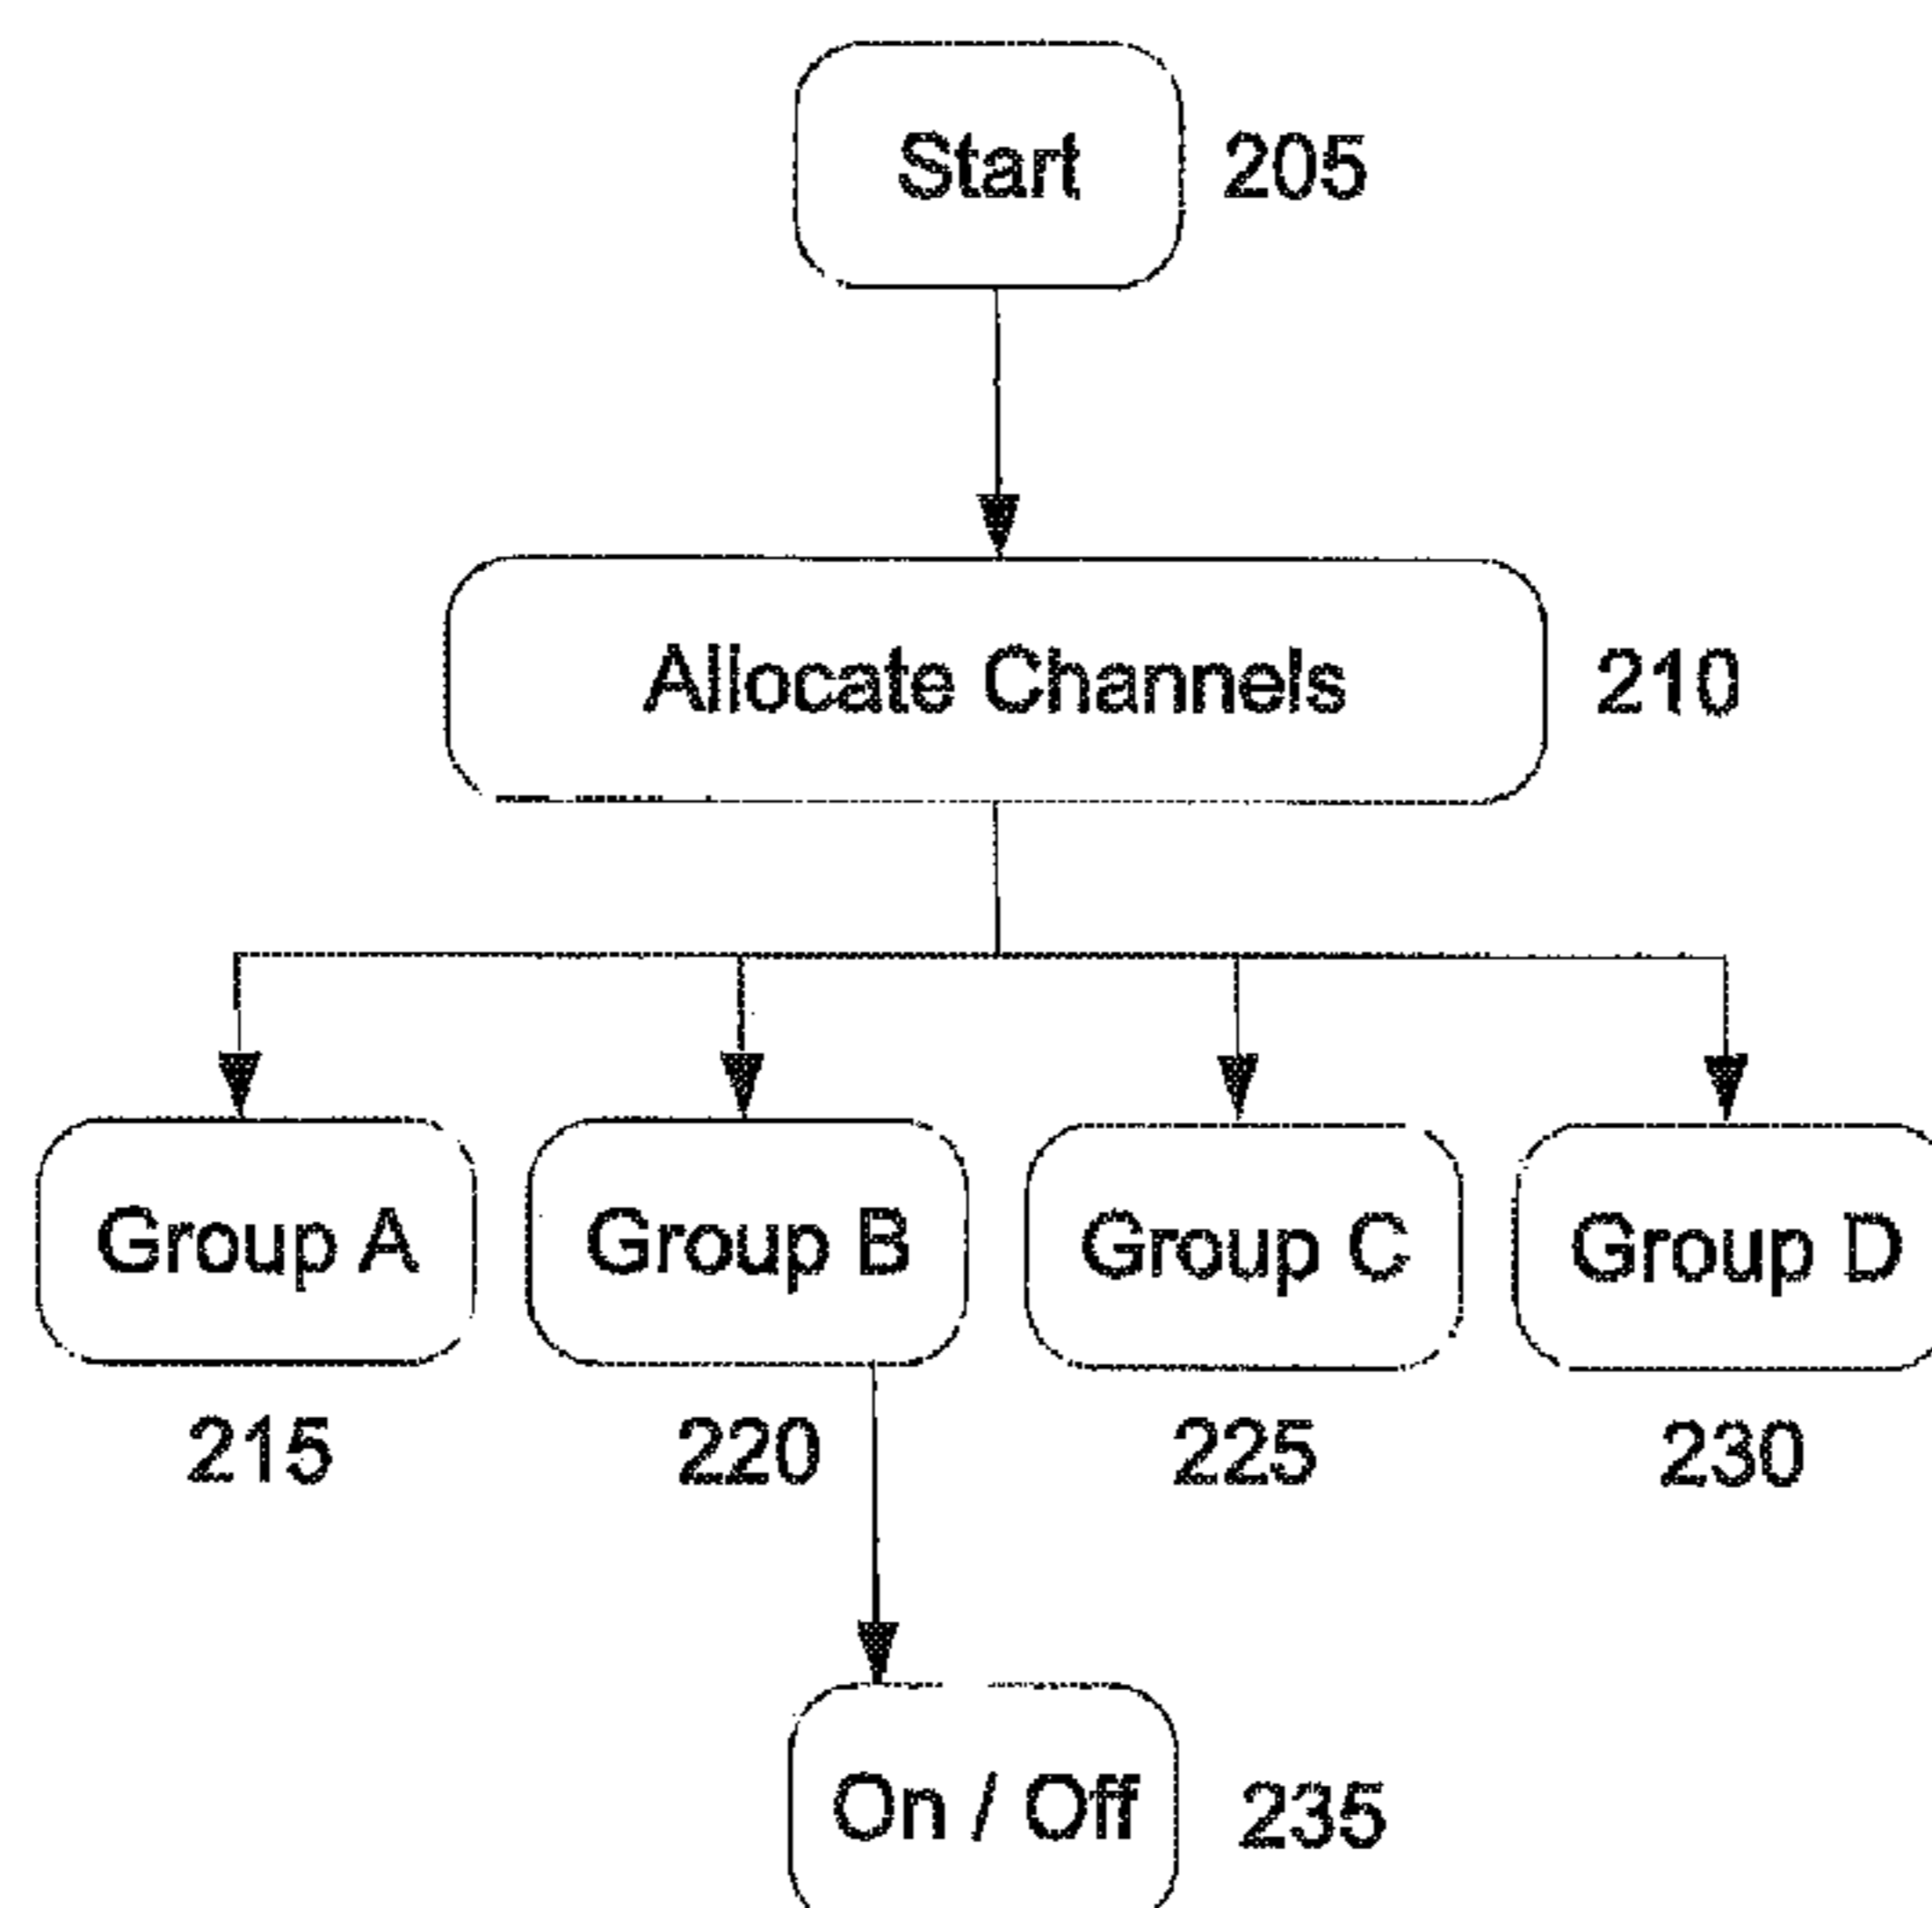 Start 205
Allocate Channels 210
Group A Group B Group C Group D
215 220 225 230
On / Off 235